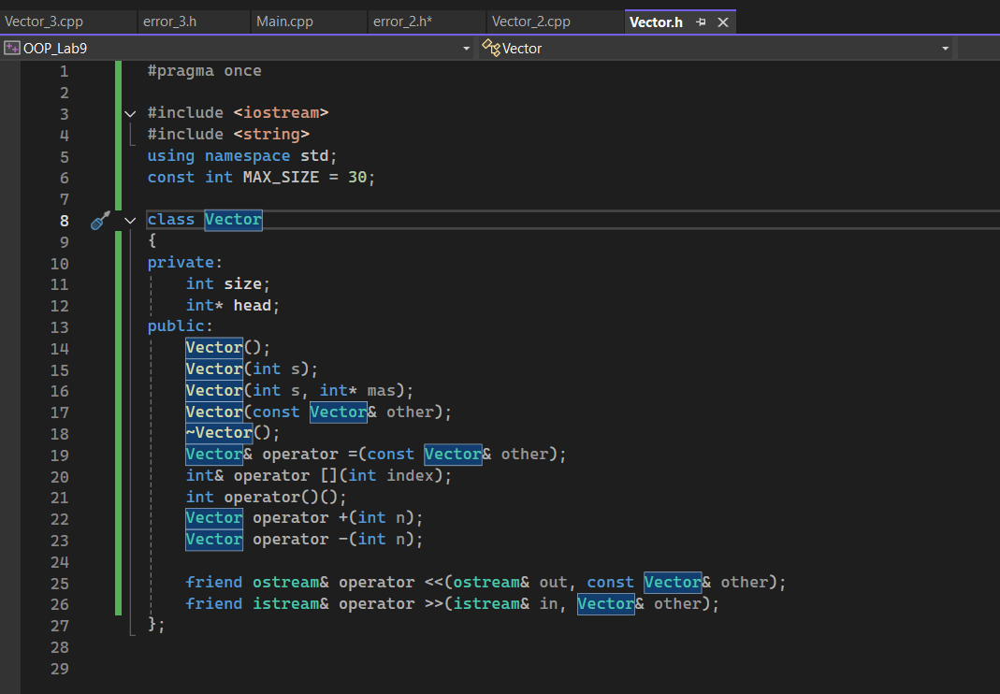 Vector_3.cpp error_3.h Main.cpp error_2.h* Vector_2.cpp Vector.h
OOP_Lab9 Vector
1 #pragma once
2
3 #include <iostream>
4 #include <string>
5 using namespace std;
6 const int MAX_SIZE = 30;
7
8 class Vector
9 {
10 private:
11 int size;
12 int* head;
13 public:
14 Vector();
15 Vector(int s);
16 Vector(int s, int* mas);
17 Vector(const Vector& other);
18 ~Vector();
19 Vector& operator =(const Vector& other);
20 int& operator [](int index);
21 int operator()();
22 Vector operator +(int n);
23 Vector operator -(int n);
24
25 friend ostream& operator <<(ostream& out, const Vector& other);
26 friend istream& operator >>(istream& in, Vector& other);
27 };
28
29